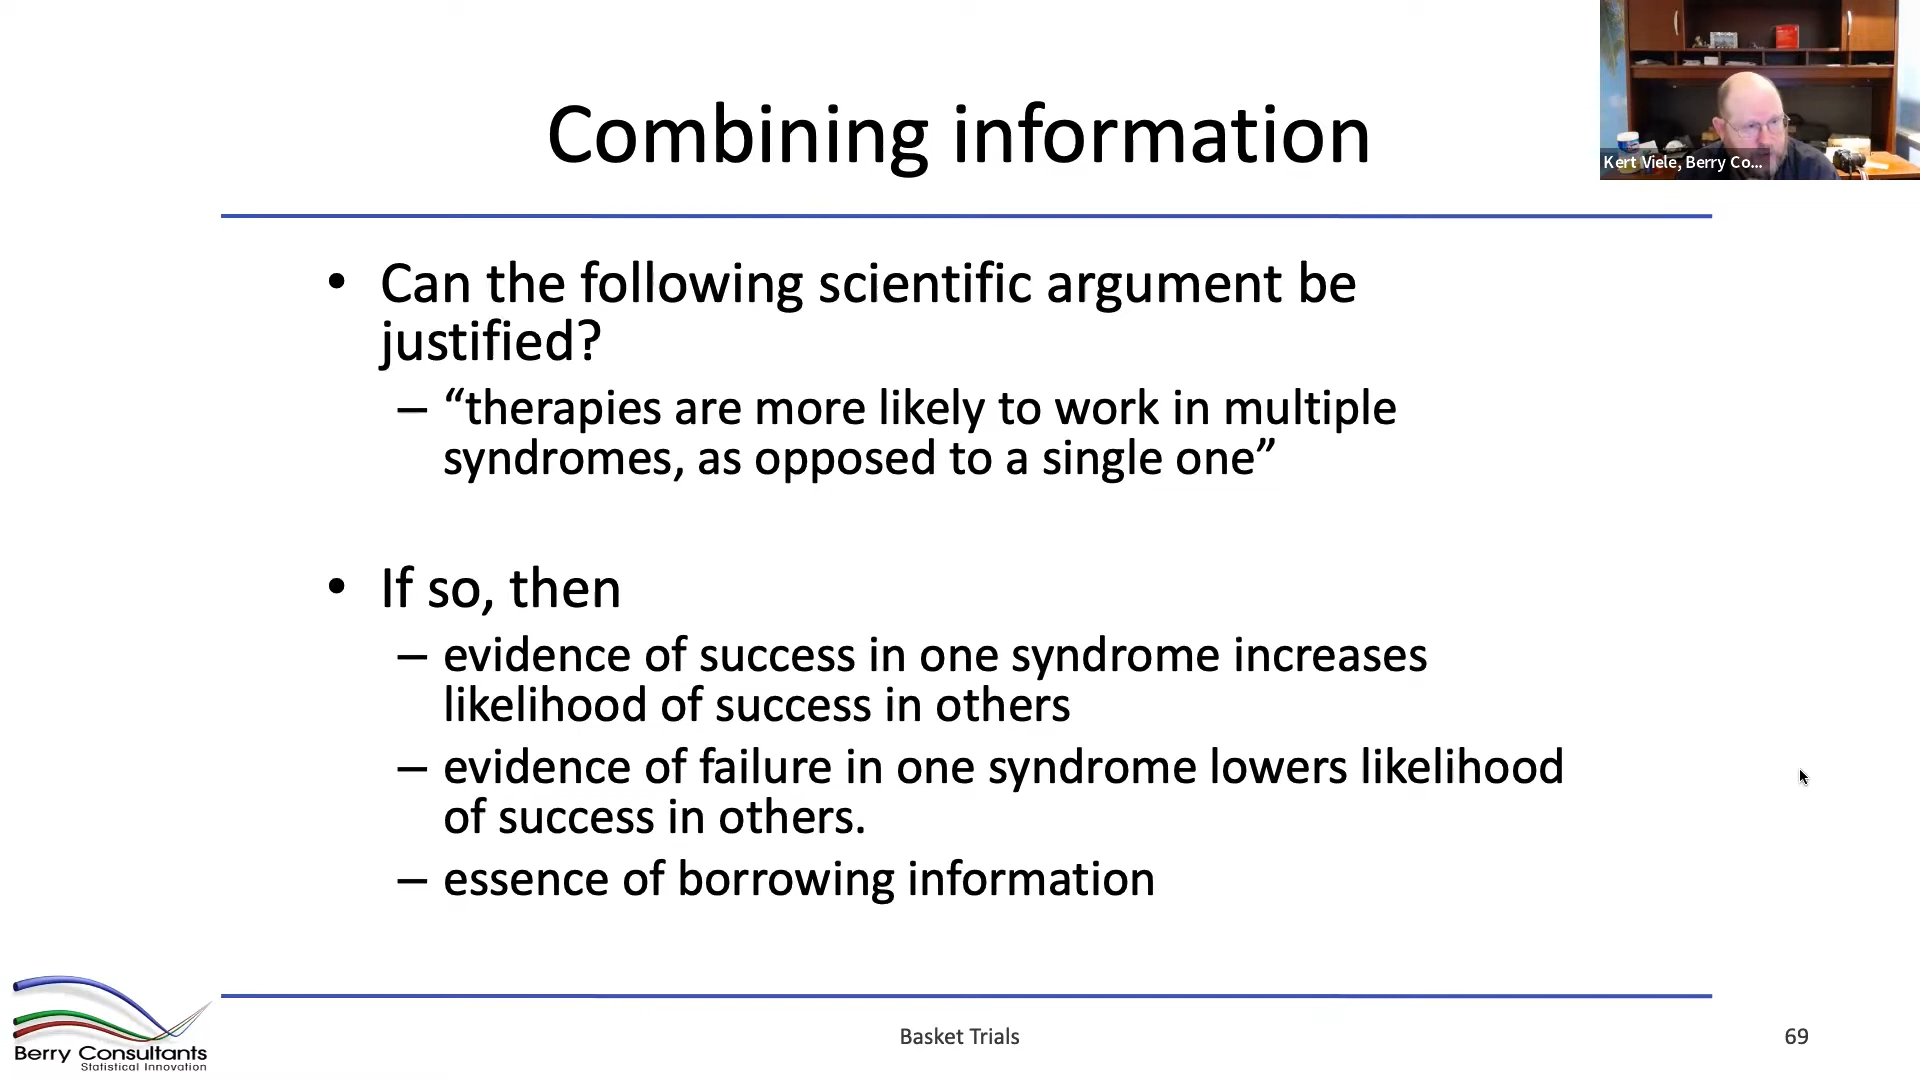 Combining information
Kert Viele, Berry Co...
• Can the following scientific argument be
justified?
– “therapies are more likely to work in multiple
syndromes, as opposed to a single one”
• If so, then
– evidence of success in one syndrome increases
likelihood of success in others
– evidence of failure in one syndrome lowers likelihood
of success in others.
– essence of borrowing information
Berry Consultants
Statistical Innovation
Basket Trials
69